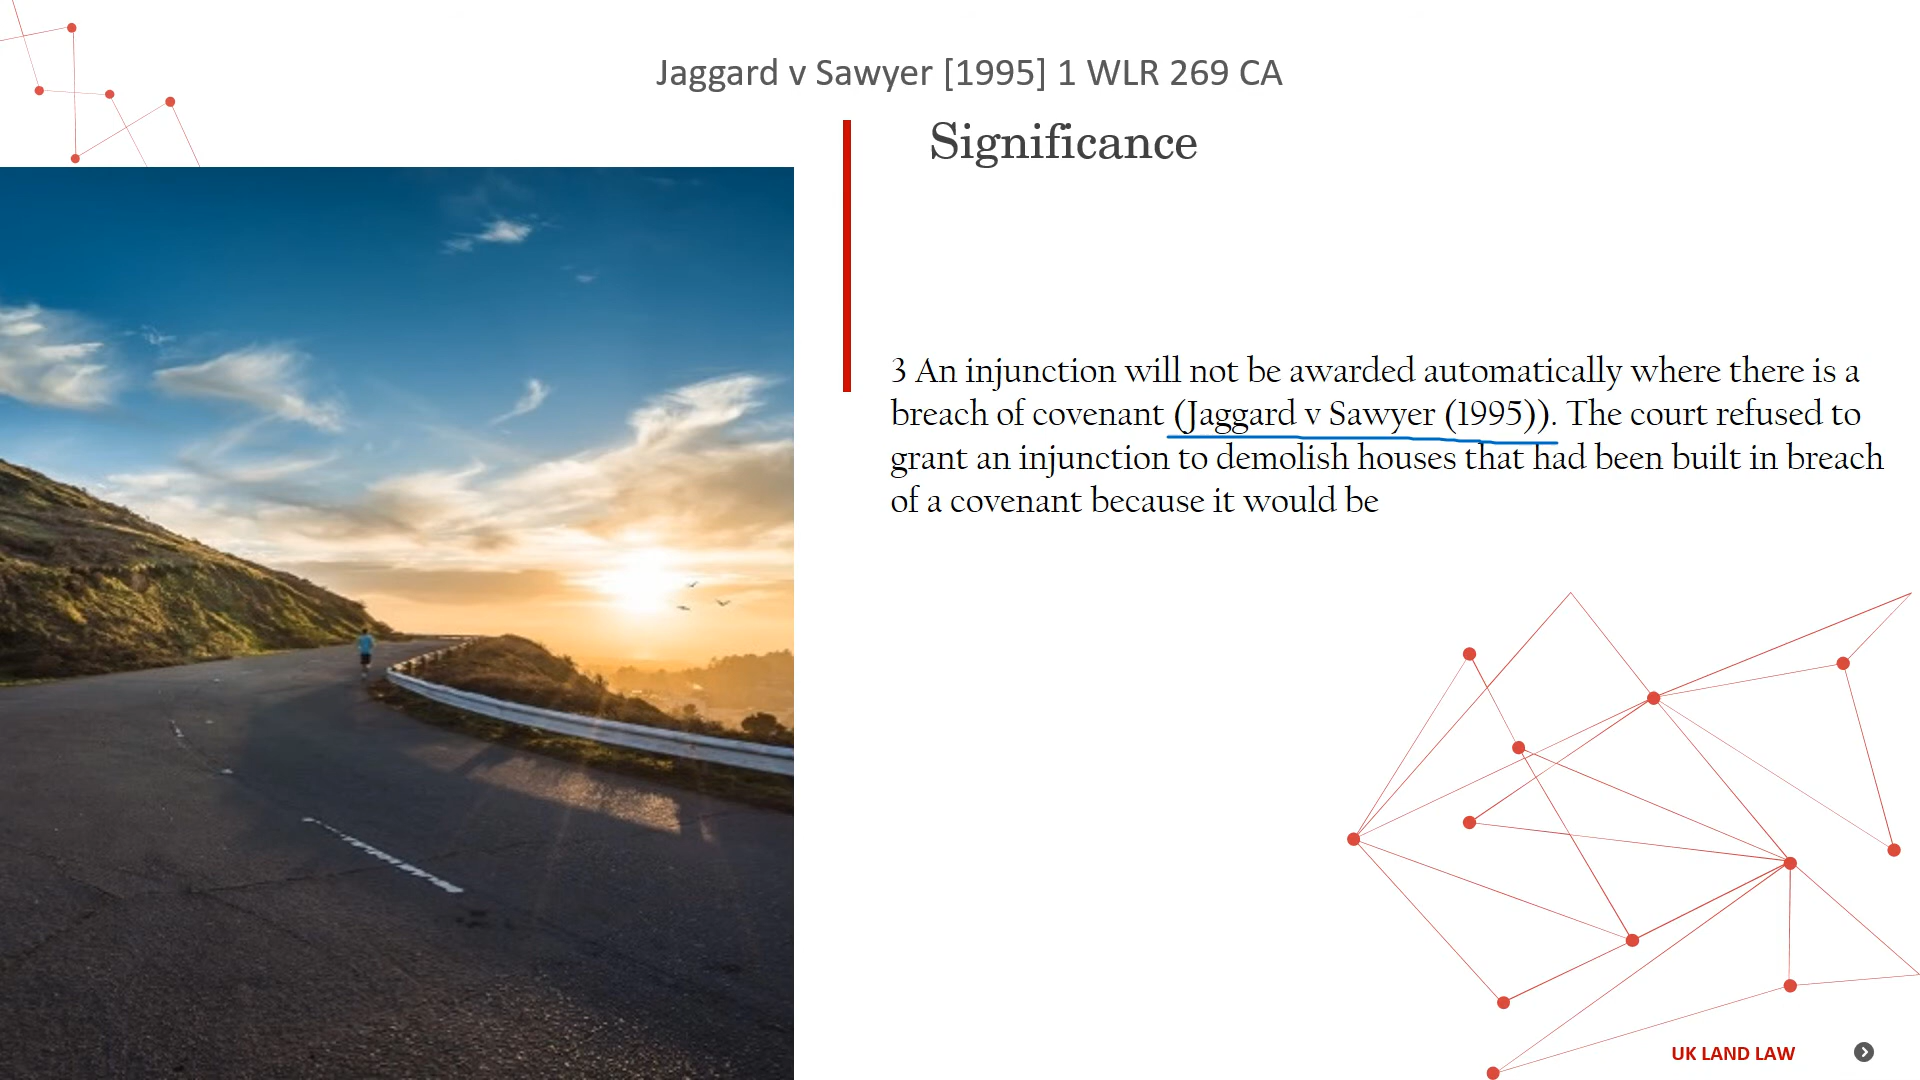 Jaggard v Sawyer [1995] 1 WLR 269 CA
Significance
3 An injunction will not be awarded automatically where there is a
breach of covenant (Jaggard v Sawyer (1995)). The court refused to
grant an injunction to demolish houses that had been built in breach
of a covenant because it would be
UK LAND LAW